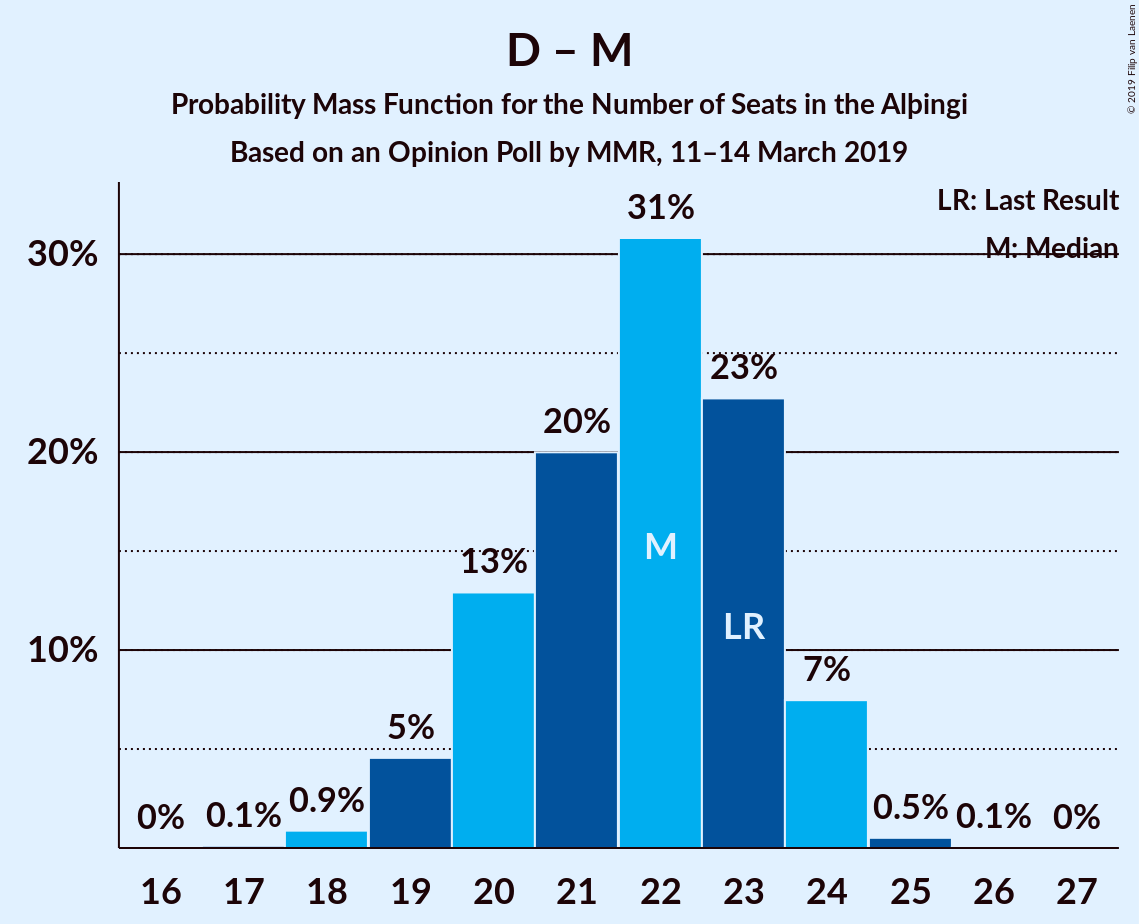 D – M
Probability Mass Function for the Number of Seats in the Alþingi
Based on an Opinion Poll by MMR, 11–14 March 2019
© 2019 Filip van Laenen
LR: Last Result
M: Median
30%
20%
10%
0%
0.1%
0.9%
5%
13%
20%
31%
23%
7%
0.5%
0.1%
0%
M
LR
16 17 18 19 20 21 22 23 24 25 26 27